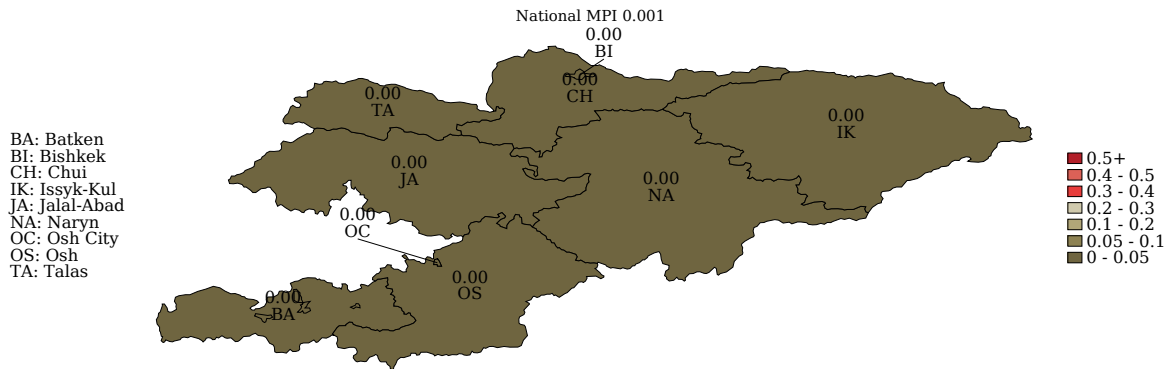 National MPI 0.001
0.00
BI
0.00
CH
0.00
TA
0.00
IK
0.00
JA
0.00
NA
0.00
OC
0.00
OS
0.00
BA
BA: Batken
BI: Bishkek
CH: Chui
IK: Issyk-Kul
JA: Jalal-Abad
NA: Naryn
OC: Osh City
OS: Osh
TA: Talas
0.5+
0.4 - 0.5
0.3 - 0.4
0.2 - 0.3
0.1 - 0.2
0.05 - 0.1
0 - 0.05